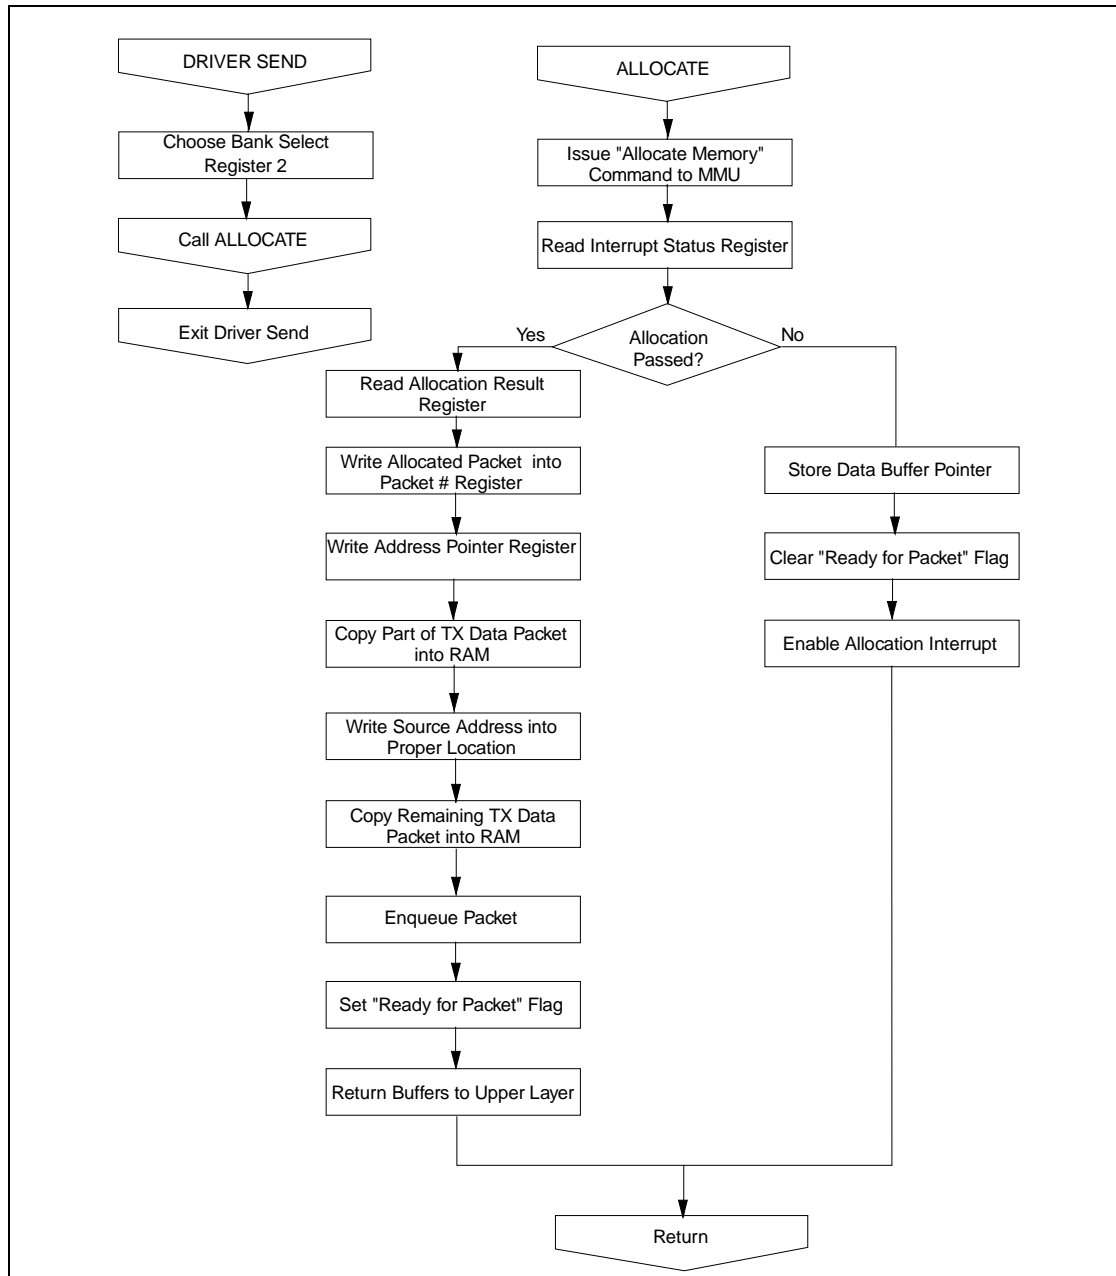 DRIVER SEND
Choose Bank Select
Register 2
Call ALLOCATE
Exit Driver Send
ALLOCATE
Issue "Allocate Memory"
Command to MMU
Read Interrupt Status Register
Allocation
Passed?
Yes
No
Read Allocation Result
Register
Write Allocated Packet into
Packet # Register
Write Address Pointer Register
Copy Part of TX Data Packet
into RAM
Write Source Address into
Proper Location
Copy Remaining TX Data
Packet into RAM
Enqueue Packet
Set "Ready for Packet" Flag
Return Buffers to Upper Layer
Store Data Buffer Pointer
Clear "Ready for Packet" Flag
Enable Allocation Interrupt
Return